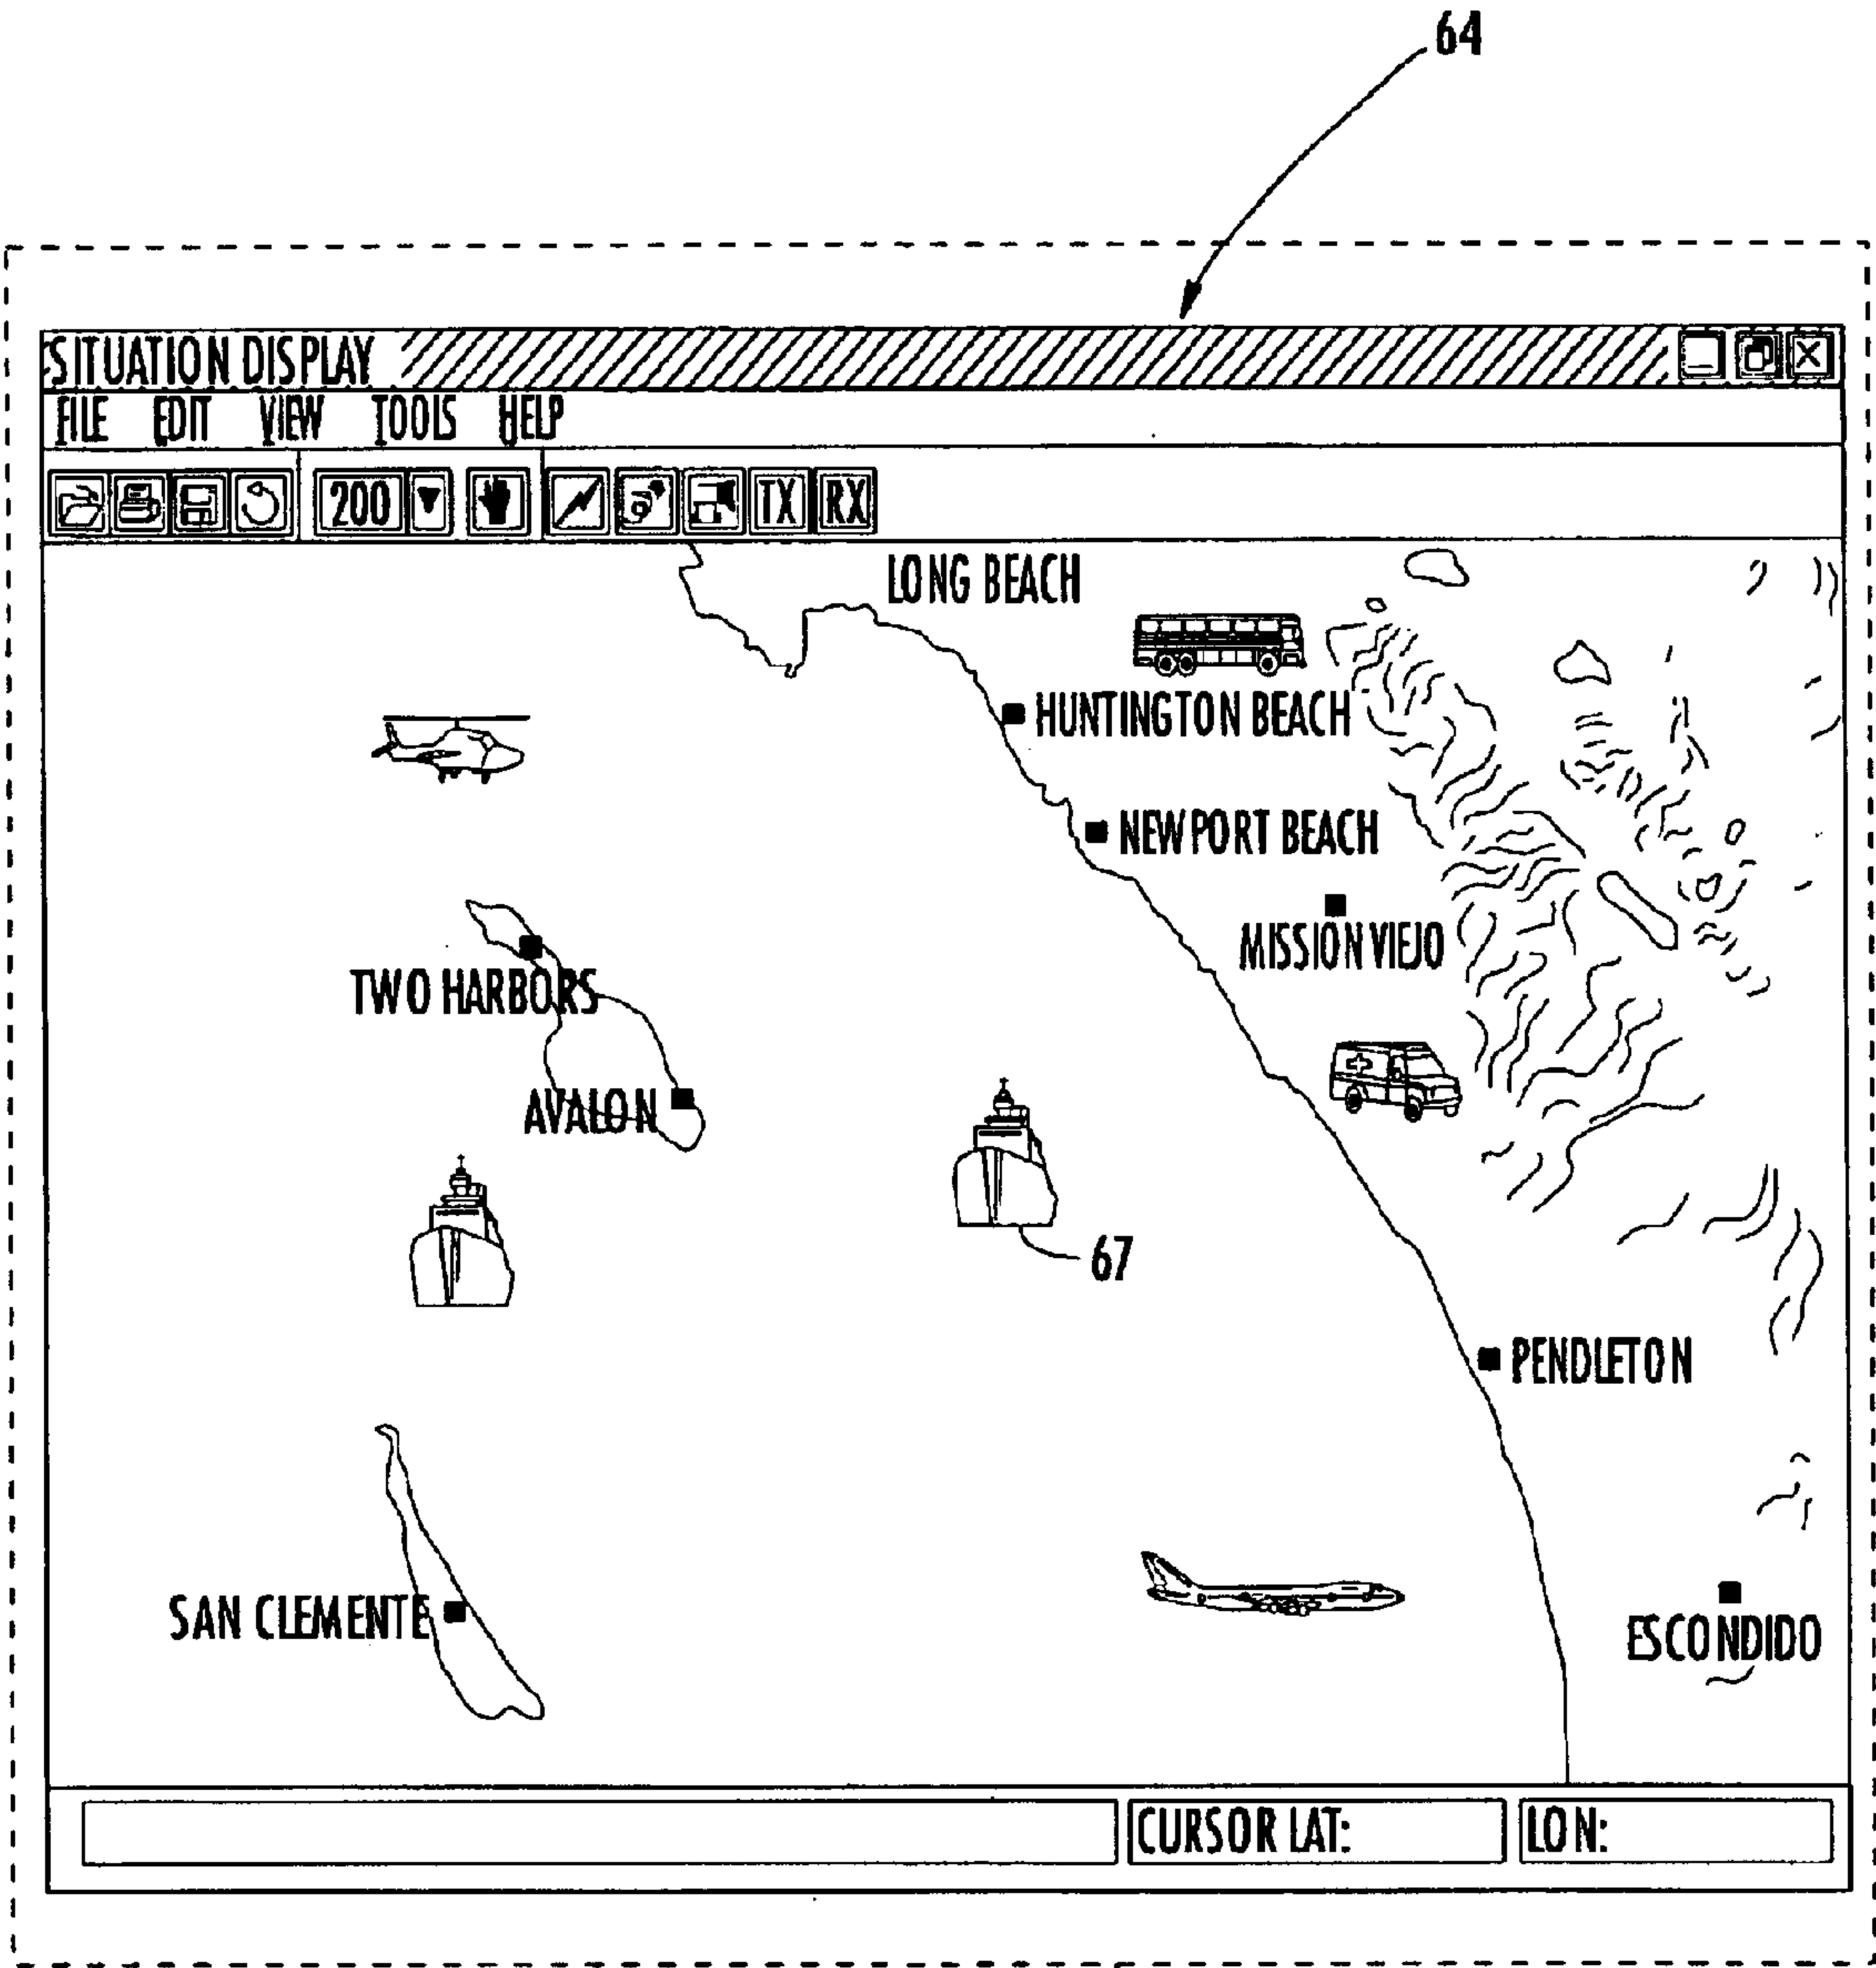 64
SITUATION DISPLAY
FILE EDIT VIEW TOOLS HELP
200 TX RX
LONG BEACH
HUNTINGTON BEACH
NEWPORT BEACH
MISSION VIEJO
TWO HARBORS
AVALON
67
PENDLETON
SAN CLEMENTE
ESCONDIDO
CURSOR LAT: LON: